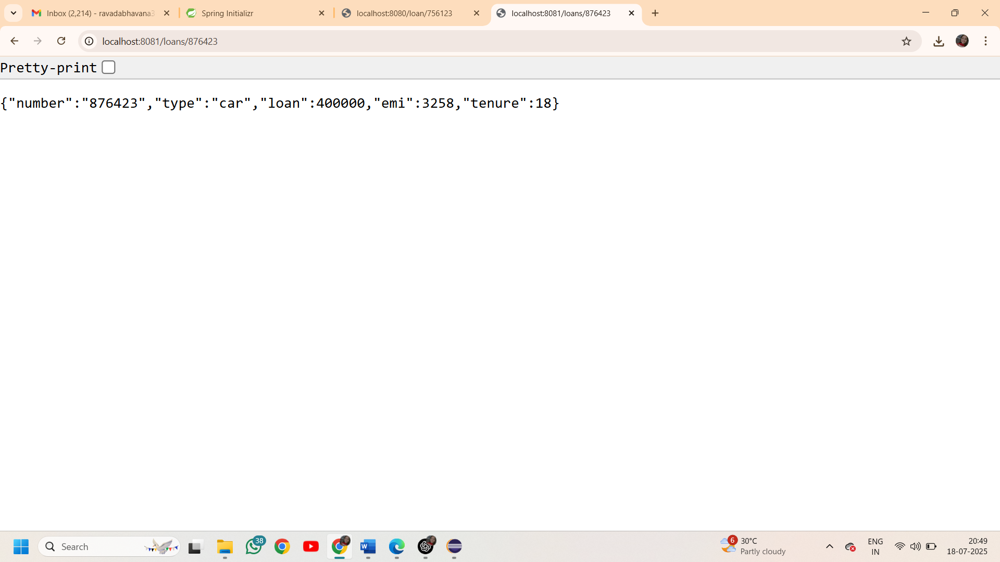 Inbox (2,214) - ravadabhavana3
Spring Initializr
localhost:8080/loan/756123
localhost:8081/loans/876423
localhost:8081/loans/876423
Pretty-print
{"number":"876423","type":"car","loan":400000,"emi":3258,"tenure":18}
Search
38
W
6
30°C
Partly cloudy
ENG
IN
20:49
18-07-2025